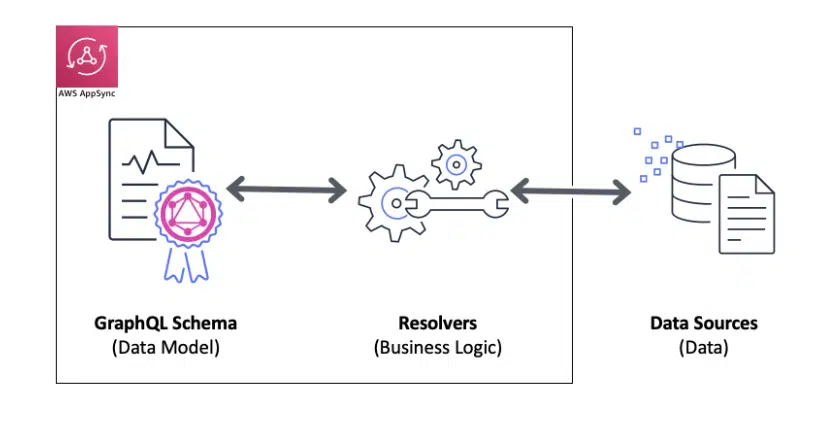 AWS AppSync
GraphQL Schema
(Data Model)
Resolvers
(Business Logic)
Data Sources
(Data)